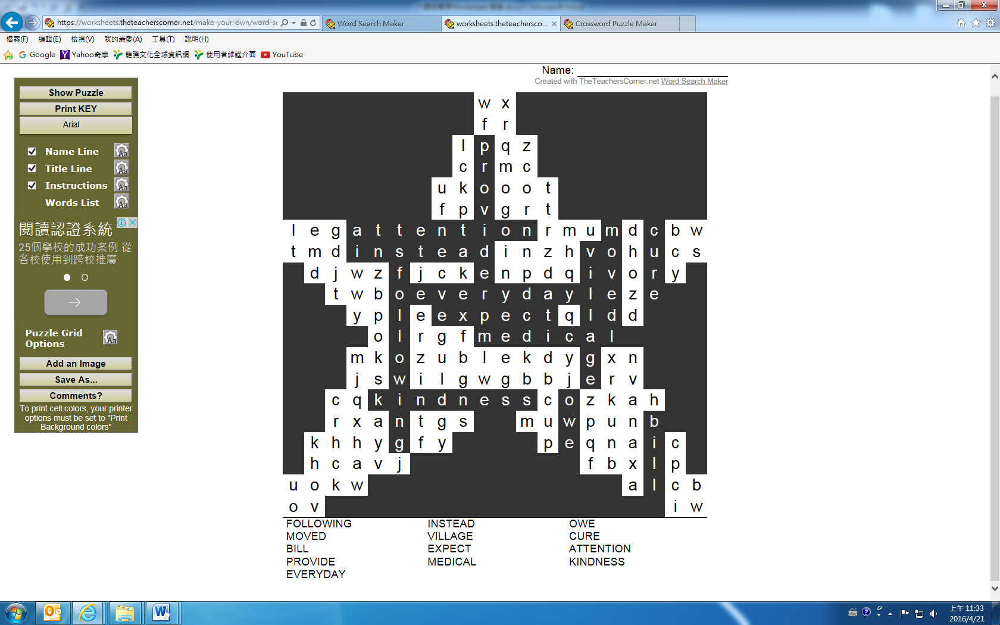 https://worksheets.theteacherscorner.net/make-your-own/word-se
Word Search Maker
worksheets.theteachersco...
Crossword Puzzle Maker
檔案(F) 編輯(E) 檢視(V) 我的最愛(A) 工具(T) 說明(H)
Google Yahoo奇摩 龍騰文化全球資訊網 使用者維護介面 YouTube
Name:
Created with TheTeachersCorner.net Word Search Maker
Show Puzzle
Print KEY
Arial
Name Line
Title Line
Instructions
Words List
閱讀認證系統
25個學校的成功案例 從
各校使用到跨校推廣
Puzzle Grid
Options
Add an Image
Save As...
Comments?
To print cell colors, your printer
options must be set to "Print
Background colors"
w x
f r
l p q z
c r m c
u k o o o t
f p v g r t
l e g a t t e n t i o n r m u m d c b w
t m d i n s t e a d i n z h v o h u c s
d j w z f j c k e n p d q i v o r y
t w b o e v e r y d a y l e z e
y p l e e x p e c t q l d d
o l r g f m e d i c a l
m k o z u b l e k d y g x n
j s w i l g w g b b j e r v
c q k i n d n e s s c o z k a h
r x a n t g s m u w p u n b
k h h y g f y p e q n a i c
h c a v j f b x l p
u o k w a l c b
o v i w
FOLLOWING INSTEAD OWE
MOVED VILLAGE CURE
BILL EXPECT ATTENTION
PROVIDE MEDICAL KINDNESS
EVERYDAY
上午 11:33
2016/4/21